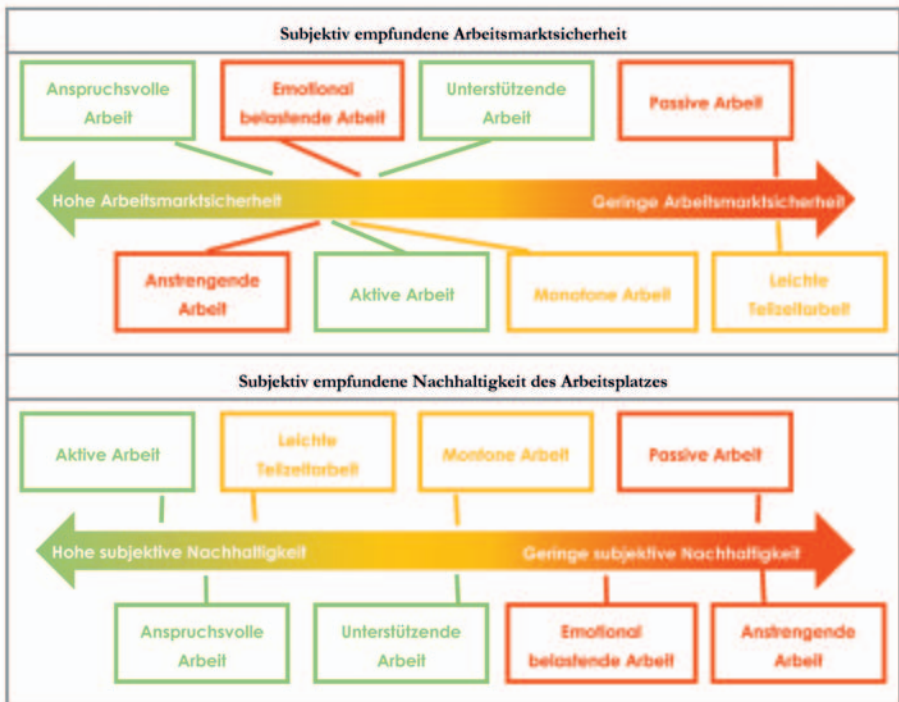 Subjektiv empfundene Arbeitsmarktsicherheit
Anspruchsvolle
Arbeit
Emotional
belastende Arbeit
Unterstützende
Arbeit
Passive Arbeit
Hohe Arbeitsmarktsicherheit
Geringe Arbeitsmarktsicherheit
Anstrengende
Arbeit
Aktive Arbeit
Monotone Arbeit
Leichte
Teilzeitarbeit
Subjektiv empfundene Nachhaltigkeit des Arbeitsplatzes
Aktive Arbeit
Leichte
Teilzeitarbeit
Montone Arbeit
Passive Arbeit
Hohe subjektive Nachhaltigkeit
Geringe subjektive Nachhaltigkeit
Anspruchsvolle
Arbeit
Unterstützende
Arbeit
Emotional
belastende Arbeit
Anstrengende
Arbeit